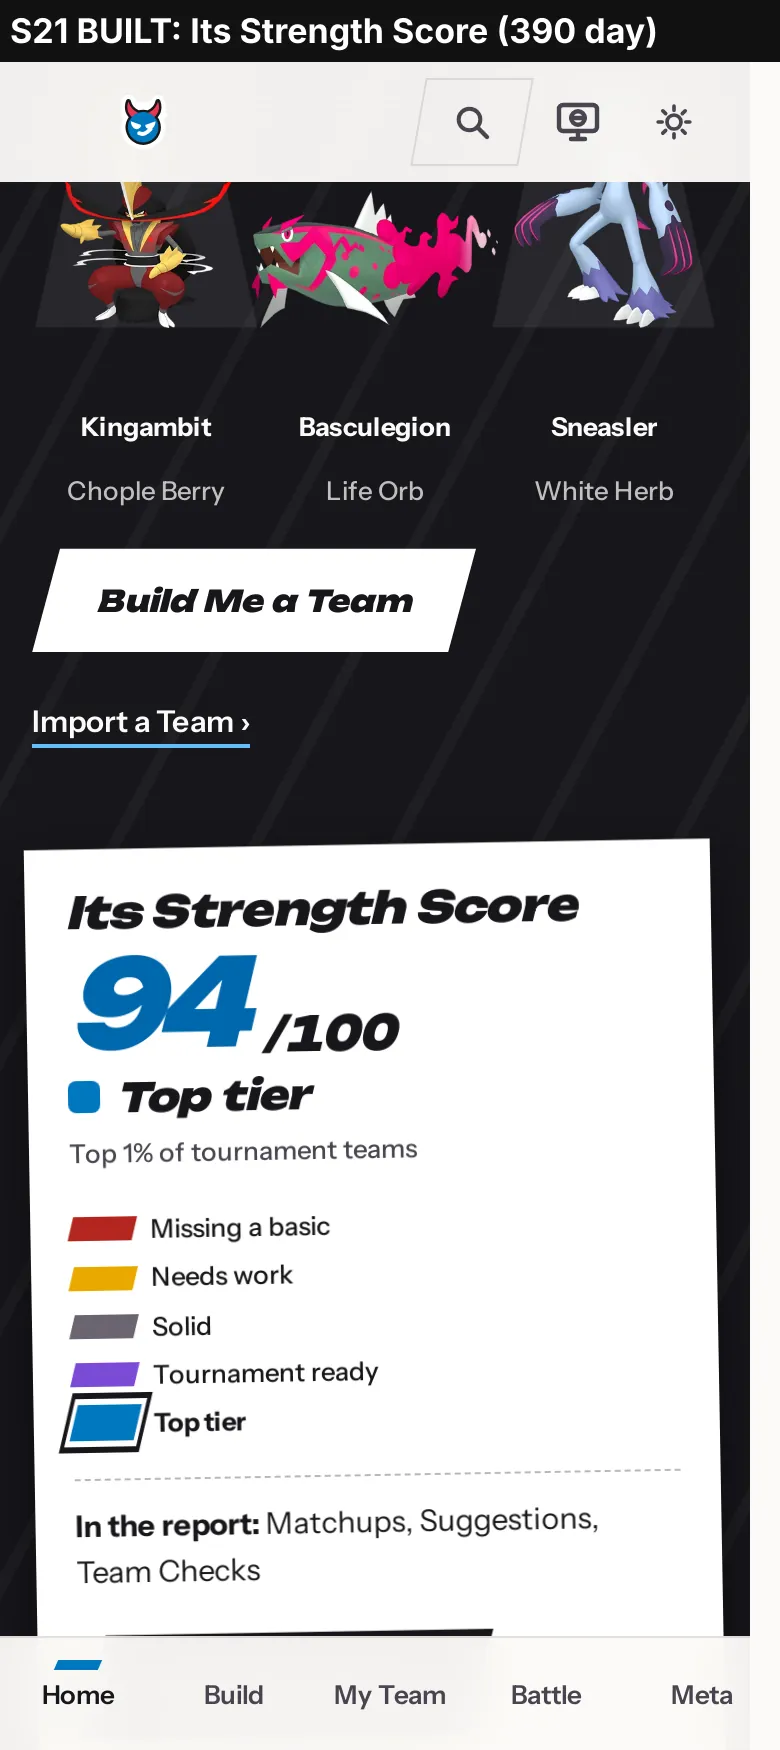 S21 BUILT: Its Strength Score (390 day)
Kingambit Basculegion Sneasler
Chople Berry Life Orb White Herb
Build Me a Team
Import a Team ›
Its Strength Score
94 /100
Top tier
Top 1% of tournament teams
Missing a basic
Needs work
Solid
Tournament ready
Top tier
In the report: Matchups, Suggestions,
Team Checks
Home Build My Team Battle Meta